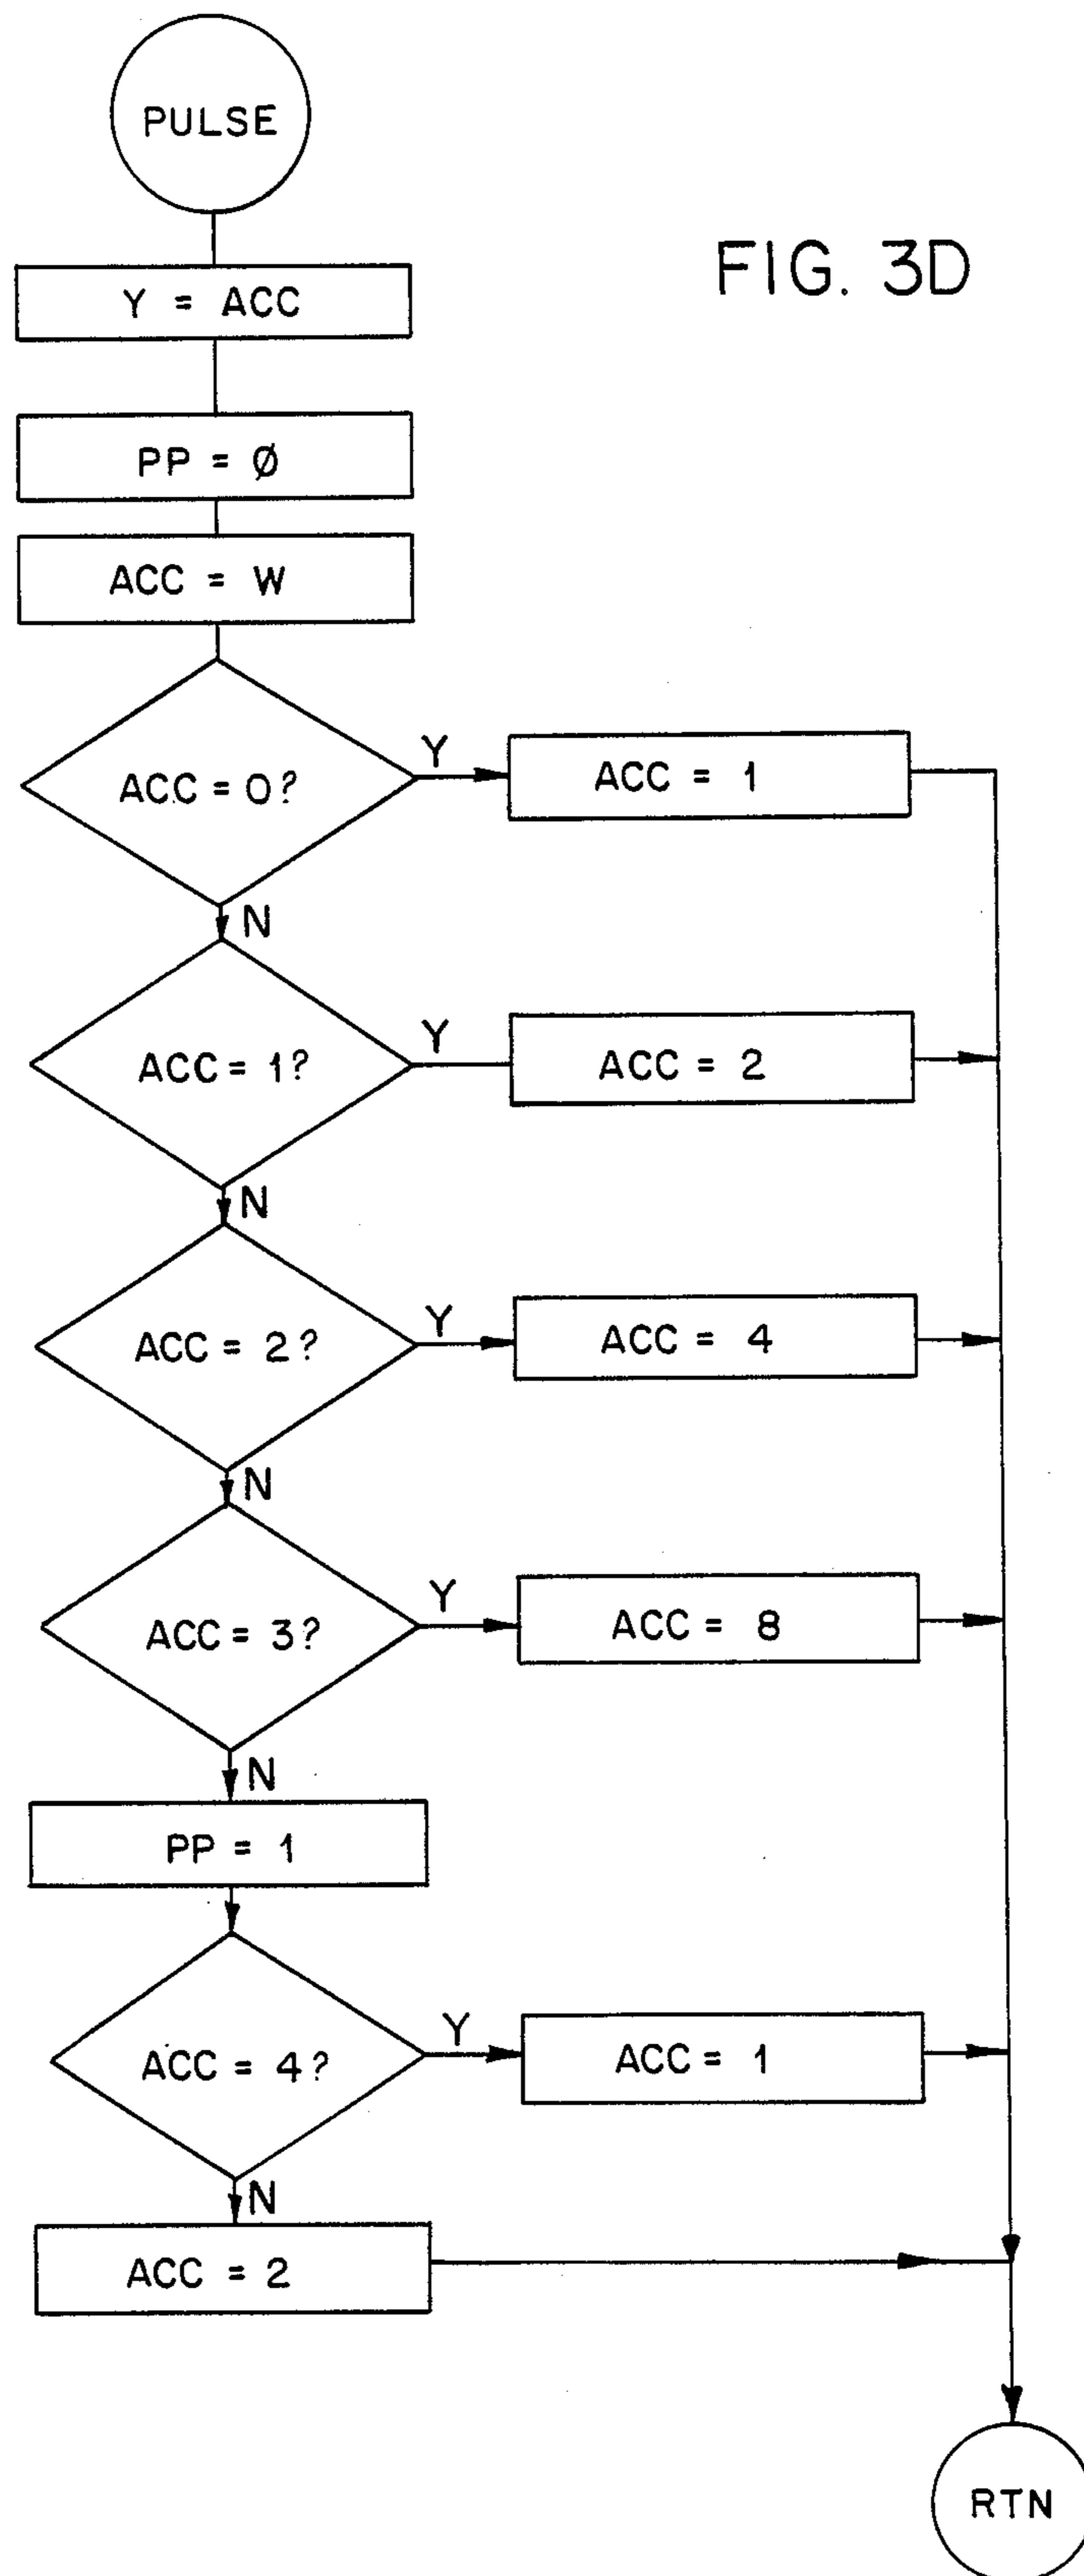 PULSE
FIG. 3D
Y = ACC
PP = Ø
ACC = W
ACC = 0?
Y
ACC = 1
N
ACC = 1?
Y
ACC = 2
N
ACC = 2?
Y
ACC = 4
N
ACC = 3?
Y
ACC = 8
N
PP = 1
ACC = 4?
Y
ACC = 1
N
ACC = 2
RTN